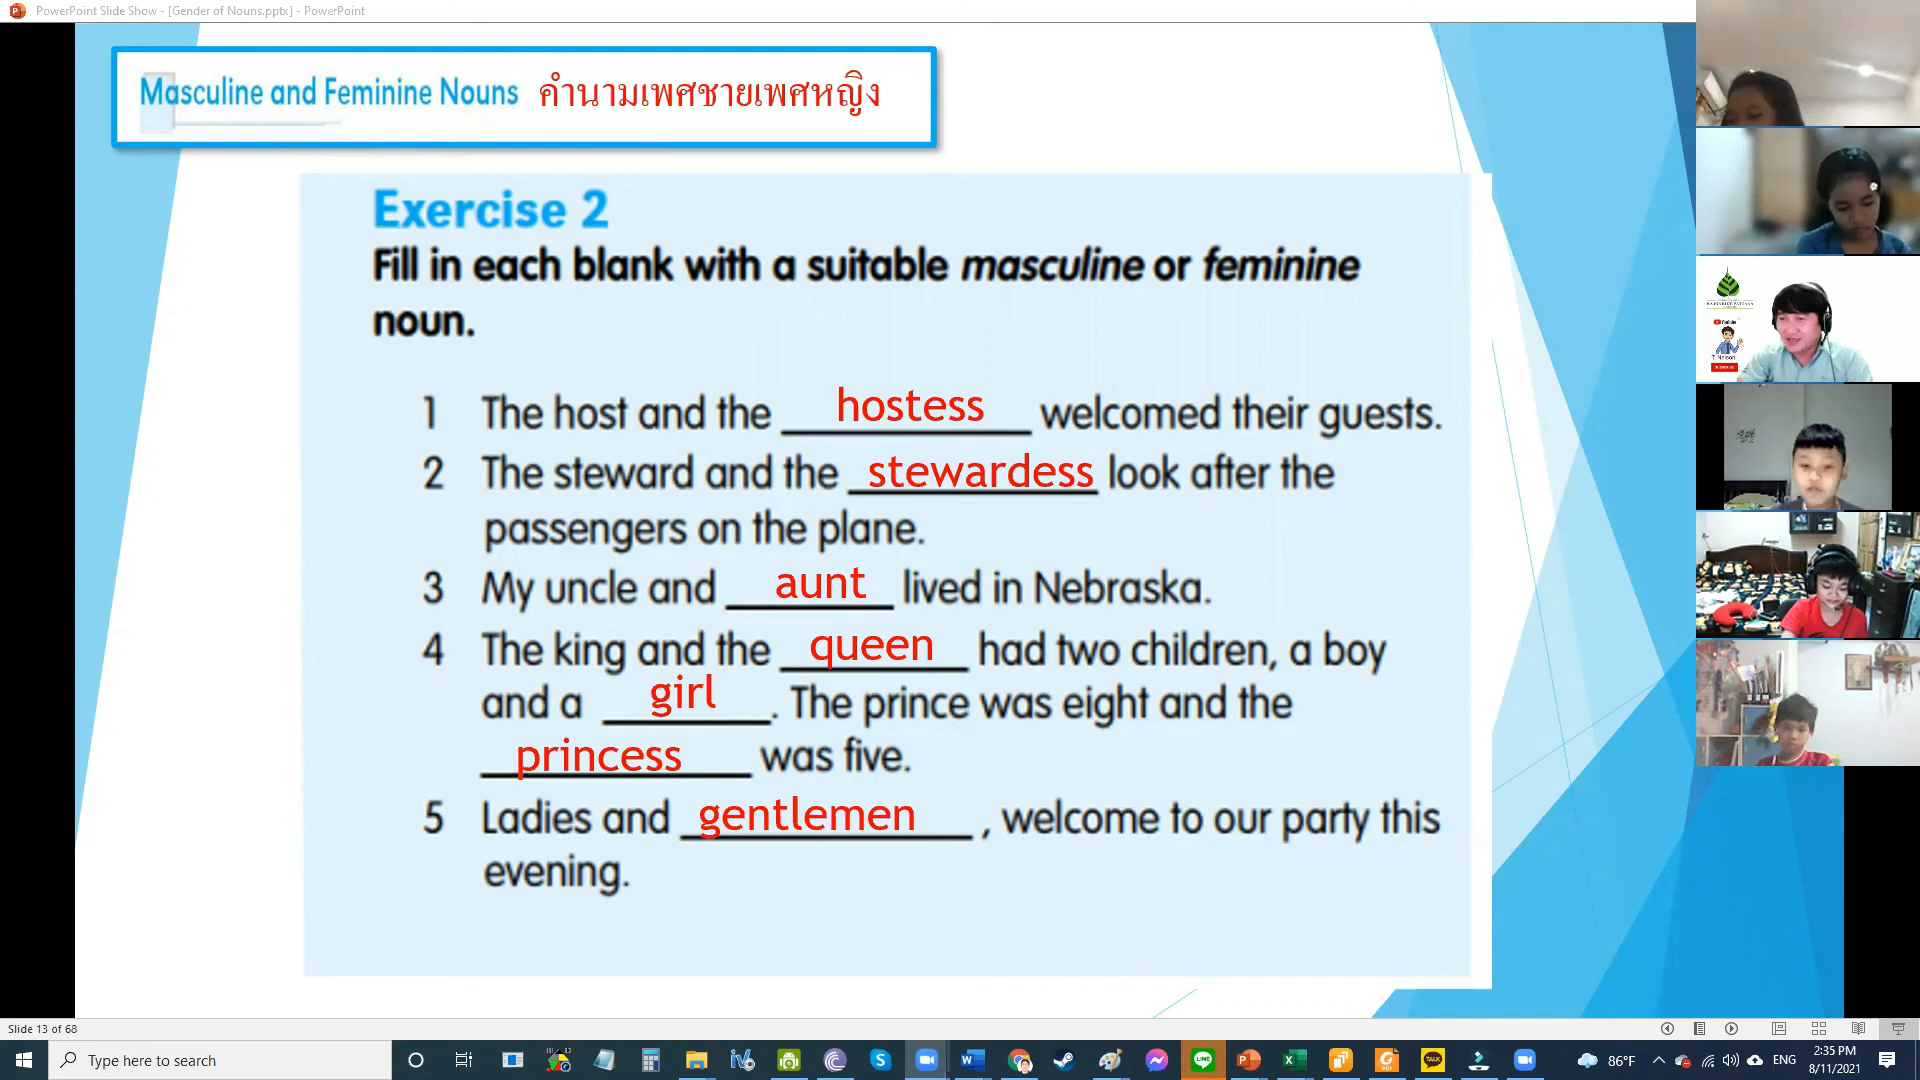 PowerPoint Slide Show - [Gender of Nouns.pptx] - PowerPoint
Masculine and Feminine Nouns คำนามเพศชายเพศหญิง
Exercise 2
Fill in each blank with a suitable masculine or feminine
noun.
1 The host and the hostess welcomed their guests.
2 The steward and the stewardess look after the
passengers on the plane.
3 My uncle and aunt lived in Nebraska.
4 The king and the queen had two children, a boy
and a girl. The prince was eight and the
princess was five.
5 Ladies and gentlemen, welcome to our party this
evening.
YouTube
T. Nelson
SUBSCRIBE
Slide 13 of 68
Type here to search
86°F
ENG
2:35 PM
8/11/2021